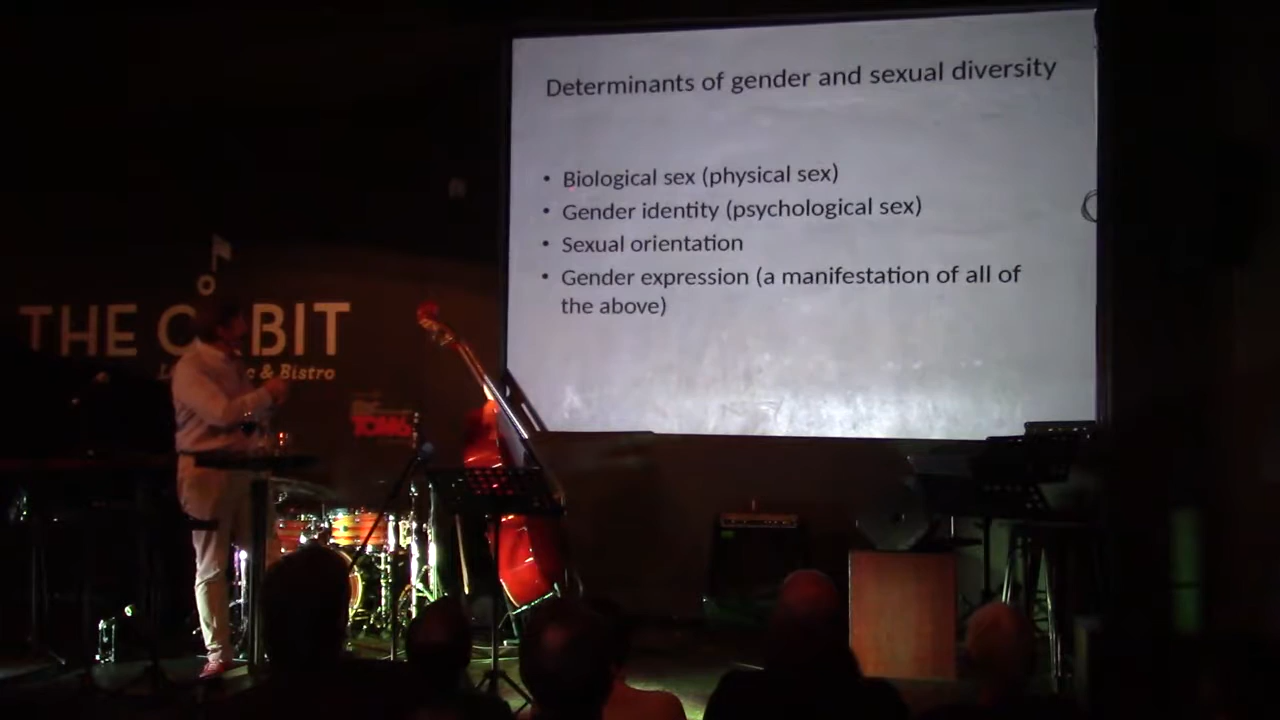 Determinants of gender and sexual diversity
• Biological sex (physical sex)
• Gender identity (psychological sex)
• Sexual orientation
• Gender expression (a manifestation of all of
the above)
THE ORBIT
& Bistro